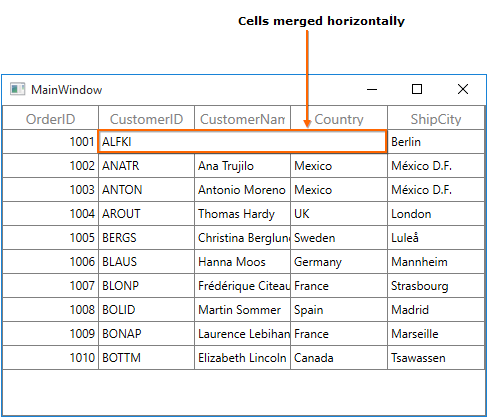 Cells merged horizontally
MainWindow
OrderID CustomerID CustomerNam Country ShipCity
1001 ALFKI Berlin
1002 ANATR Ana Trujilo Mexico México D.F.
1003 ANTON Antonio Moreno Mexico México D.F.
1004 AROUT Thomas Hardy UK London
1005 BERGS Christina Berglund Sweden Luleå
1006 BLAUS Hanna Moos Germany Mannheim
1007 BLONP Frédérique Citeau France Strasbourg
1008 BOLID Martin Sommer Spain Madrid
1009 BONAP Laurence Lebihan France Marseille
1010 BOTTM Elizabeth Lincoln Canada Tsawassen